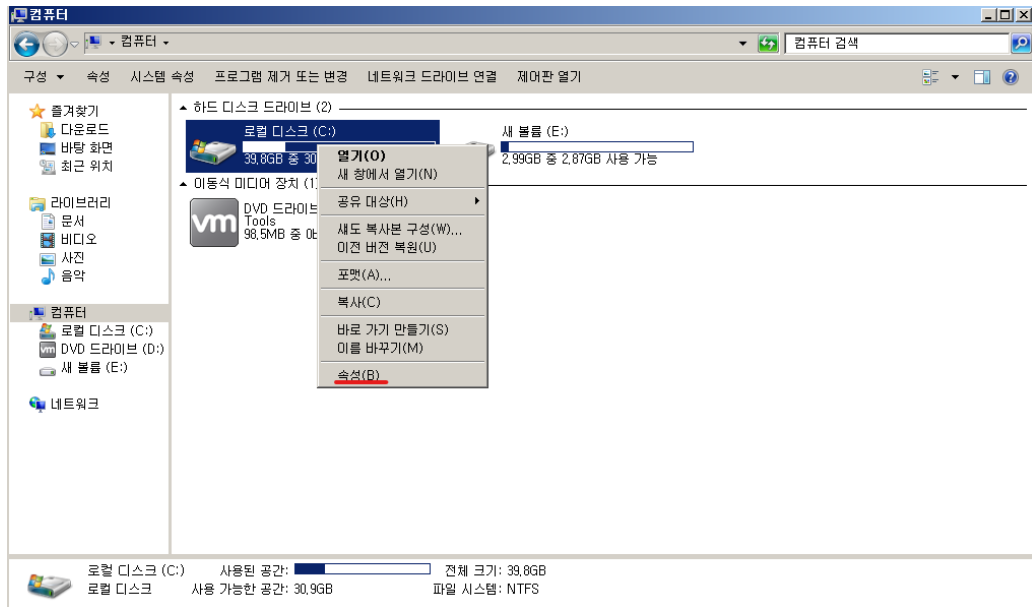 컴퓨터
컴퓨터
컴퓨터 검색
구성 속성 시스템 속성 프로그램 제거 또는 변경 네트워크 드라이브 연결 제어판 열기
즐겨찾기
다운로드
바탕 화면
최근 위치
라이브러리
문서
비디오
사진
음악
컴퓨터
로컬 디스크 (C:)
DVD 드라이브 (D:)
새 볼륨 (E:)
네트워크
하드 디스크 드라이브 (2)
로컬 디스크 (C:)
39,8GB 중 30
새 볼륨 (E:)
2,99GB 중 2,87GB 사용 가능
이동식 미디어 장치 (1)
vm
DVD 드라이브
Tools
98,5MB 중
열기(O)
새 창에서 열기(N)
공유 대상(H)
섀도 복사본 구성(W)...
이전 버전 복원(U)
포맷(A)...
복사(C)
바로 가기 만들기(S)
이름 바꾸기(M)
속성(R)
로컬 디스크 (C:) 사용된 공간: 전체 크기: 39,8GB
로컬 디스크 사용 가능한 공간: 30,9GB 파일 시스템: NTFS